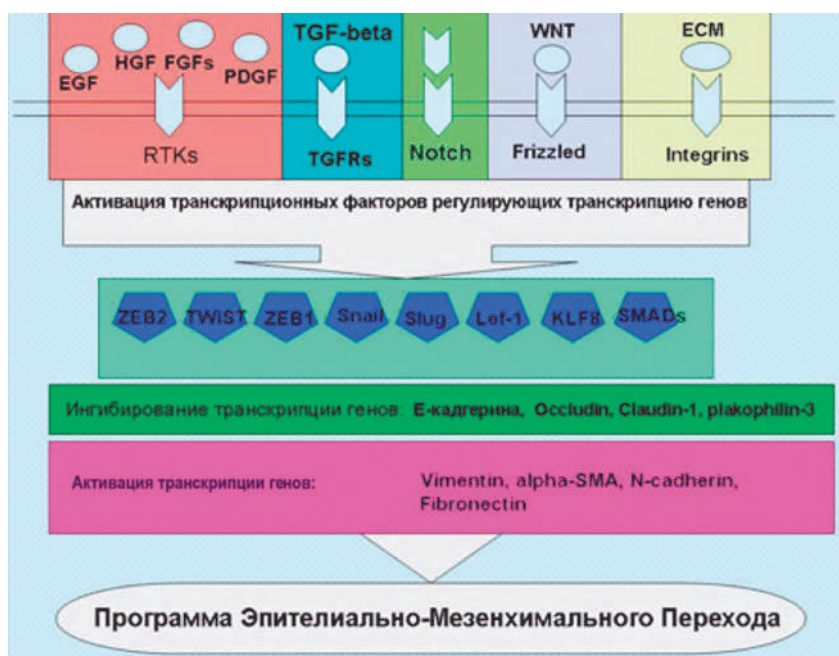 TGF-beta WNT ECM
EGF HGF FGFs PDGF
RTKs TGFRs Notch Frizzled Integrins
Активация транскрипционных факторов регулирующих транскрипцию генов
ZEB2 TWIST ZEB1 Snail Slug Lef-1 KLF8 SMADs
Ингибирование транскрипции генов: Е-кадгерина, Occludin, Claudin-1, plakophilin-3
Активация транскрипции генов: Vimentin, alpha-SMA, N-cadherin,
Fibronectin
Программа Эпителиально-Мезенхимального Перехода